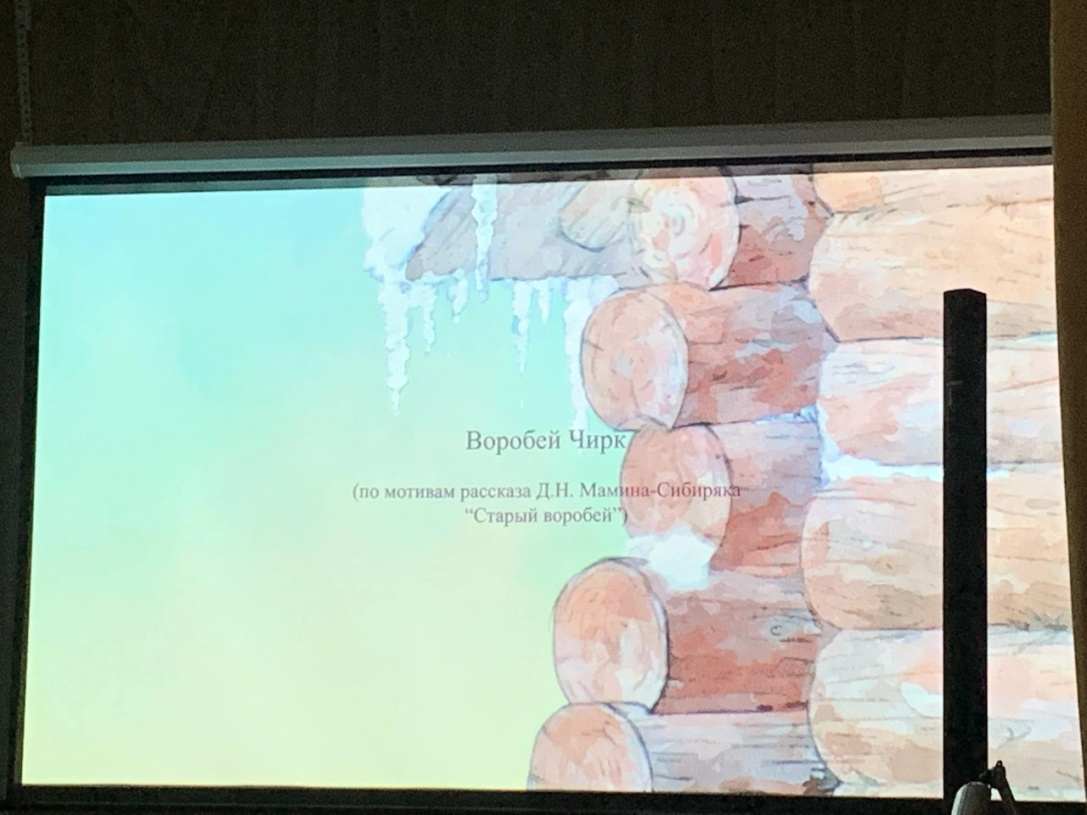 Воробей Чирк
(по мотивам рассказа Д.Н. Мамина-Сибиряка
“Старый воробей”)